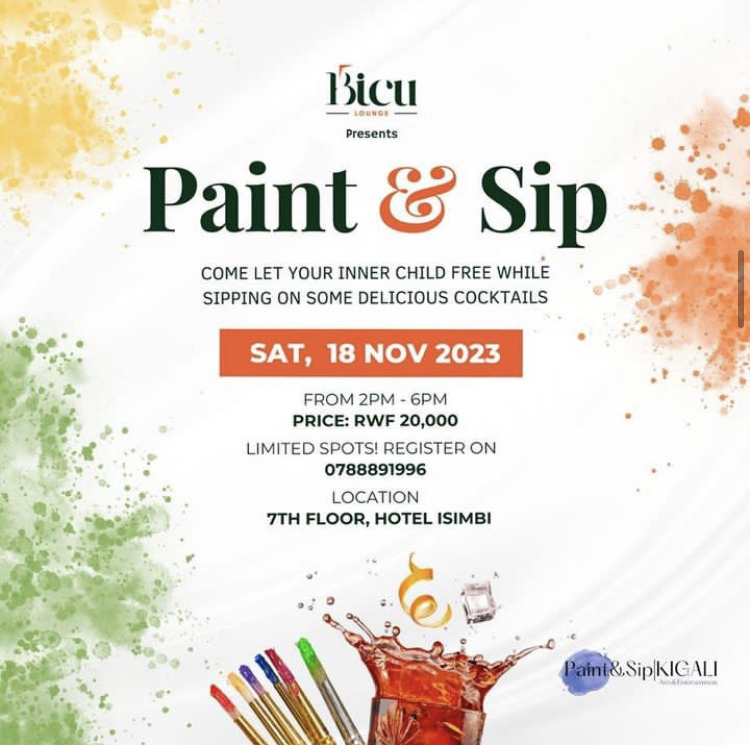 Bicu
LOUNGE
Presents
Paint & Sip
COME LET YOUR INNER CHILD FREE WHILE
SIPPING ON SOME DELICIOUS COCKTAILS
SAT, 18 NOV 2023
FROM 2PM - 6PM
PRICE: RWF 20,000
LIMITED SPOTS! REGISTER ON
0788891996
LOCATION
7TH FLOOR, HOTEL ISIMBI
Paint&Sip|KIGALI
Arts&Entertainment